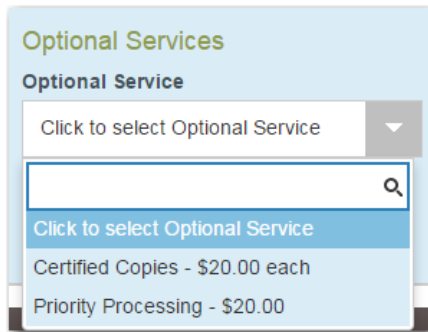 Optional Services
Optional Service
Click to select Optional Service
Click to select Optional Service
Certified Copies - $20.00 each
Priority Processing - $20.00